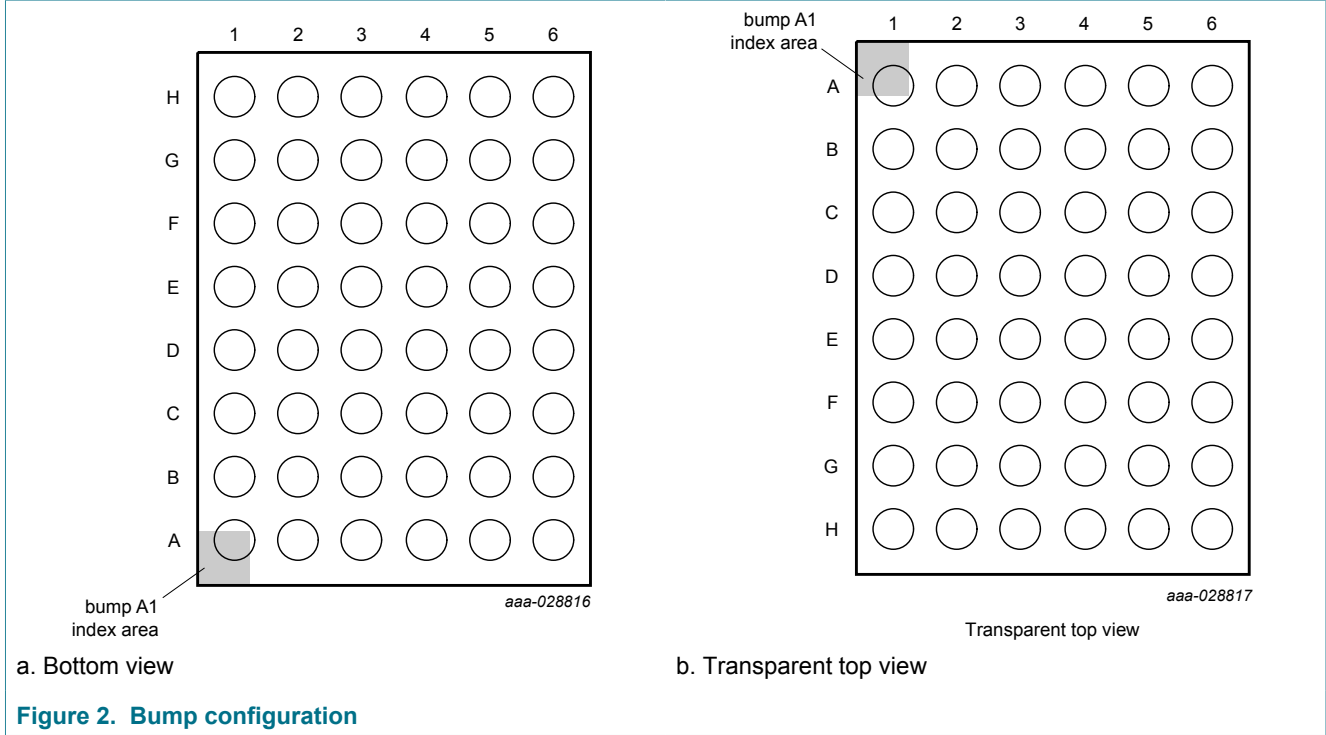 1 2 3 4 5 6
H
G
F
E
D
C
B
A
bump A1
index area
aaa-028816
a. Bottom view
bump A1
index area
1 2 3 4 5 6
A
B
C
D
E
F
G
H
aaa-028817
Transparent top view
b. Transparent top view
Figure 2. Bump configuration